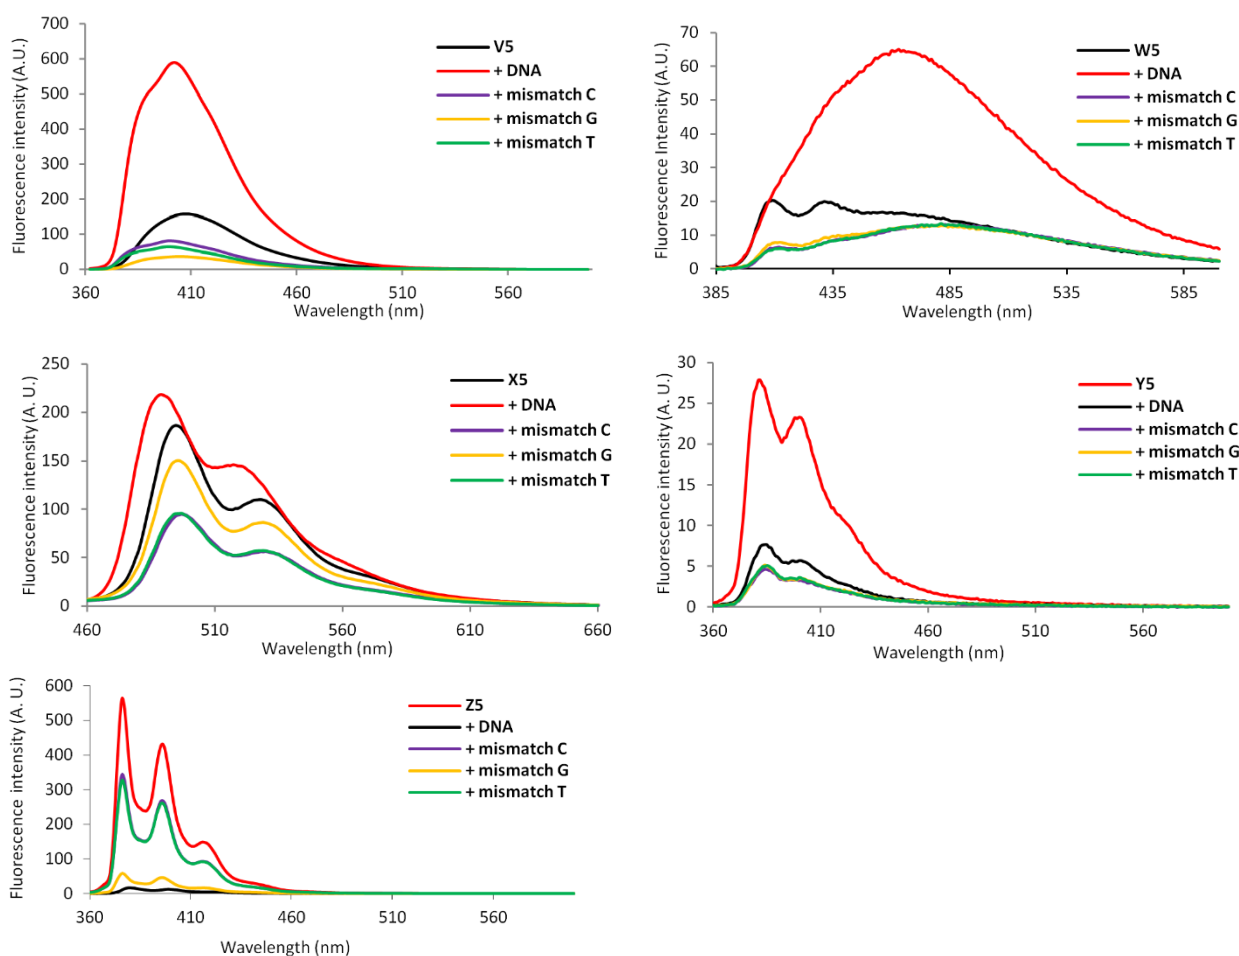 700
600
500
400
300
200
100
0
360
410
460
510
560
Wavelength (nm)
Fluorescence intensity (A.U.)
V5
+ DNA
+ mismatch C
+ mismatch G
+ mismatch T
70
60
50
40
30
20
10
0
385
435
485
535
585
Wavelength (nm)
Fluorescence Intensity (A.U.)
W5
+ DNA
+ mismatch C
+ mismatch G
+ mismatch T
250
200
150
100
50
0
460
510
560
610
660
Wavelength (nm)
Fluorescence intensity (A. U.)
X5
+ DNA
+ mismatch C
+ mismatch G
+ mismatch T
30
25
20
15
10
5
0
360
410
460
510
560
Wavelength (nm)
Fluorescence intensity (A. U.)
Y5
+ DNA
+ mismatch C
+ mismatch G
+ mismatch T
600
500
400
300
200
100
0
360
410
460
510
560
Wavelength (nm)
Fluorescence intensity (A. U.)
Z5
+ DNA
+ mismatch C
+ mismatch G
+ mismatch T